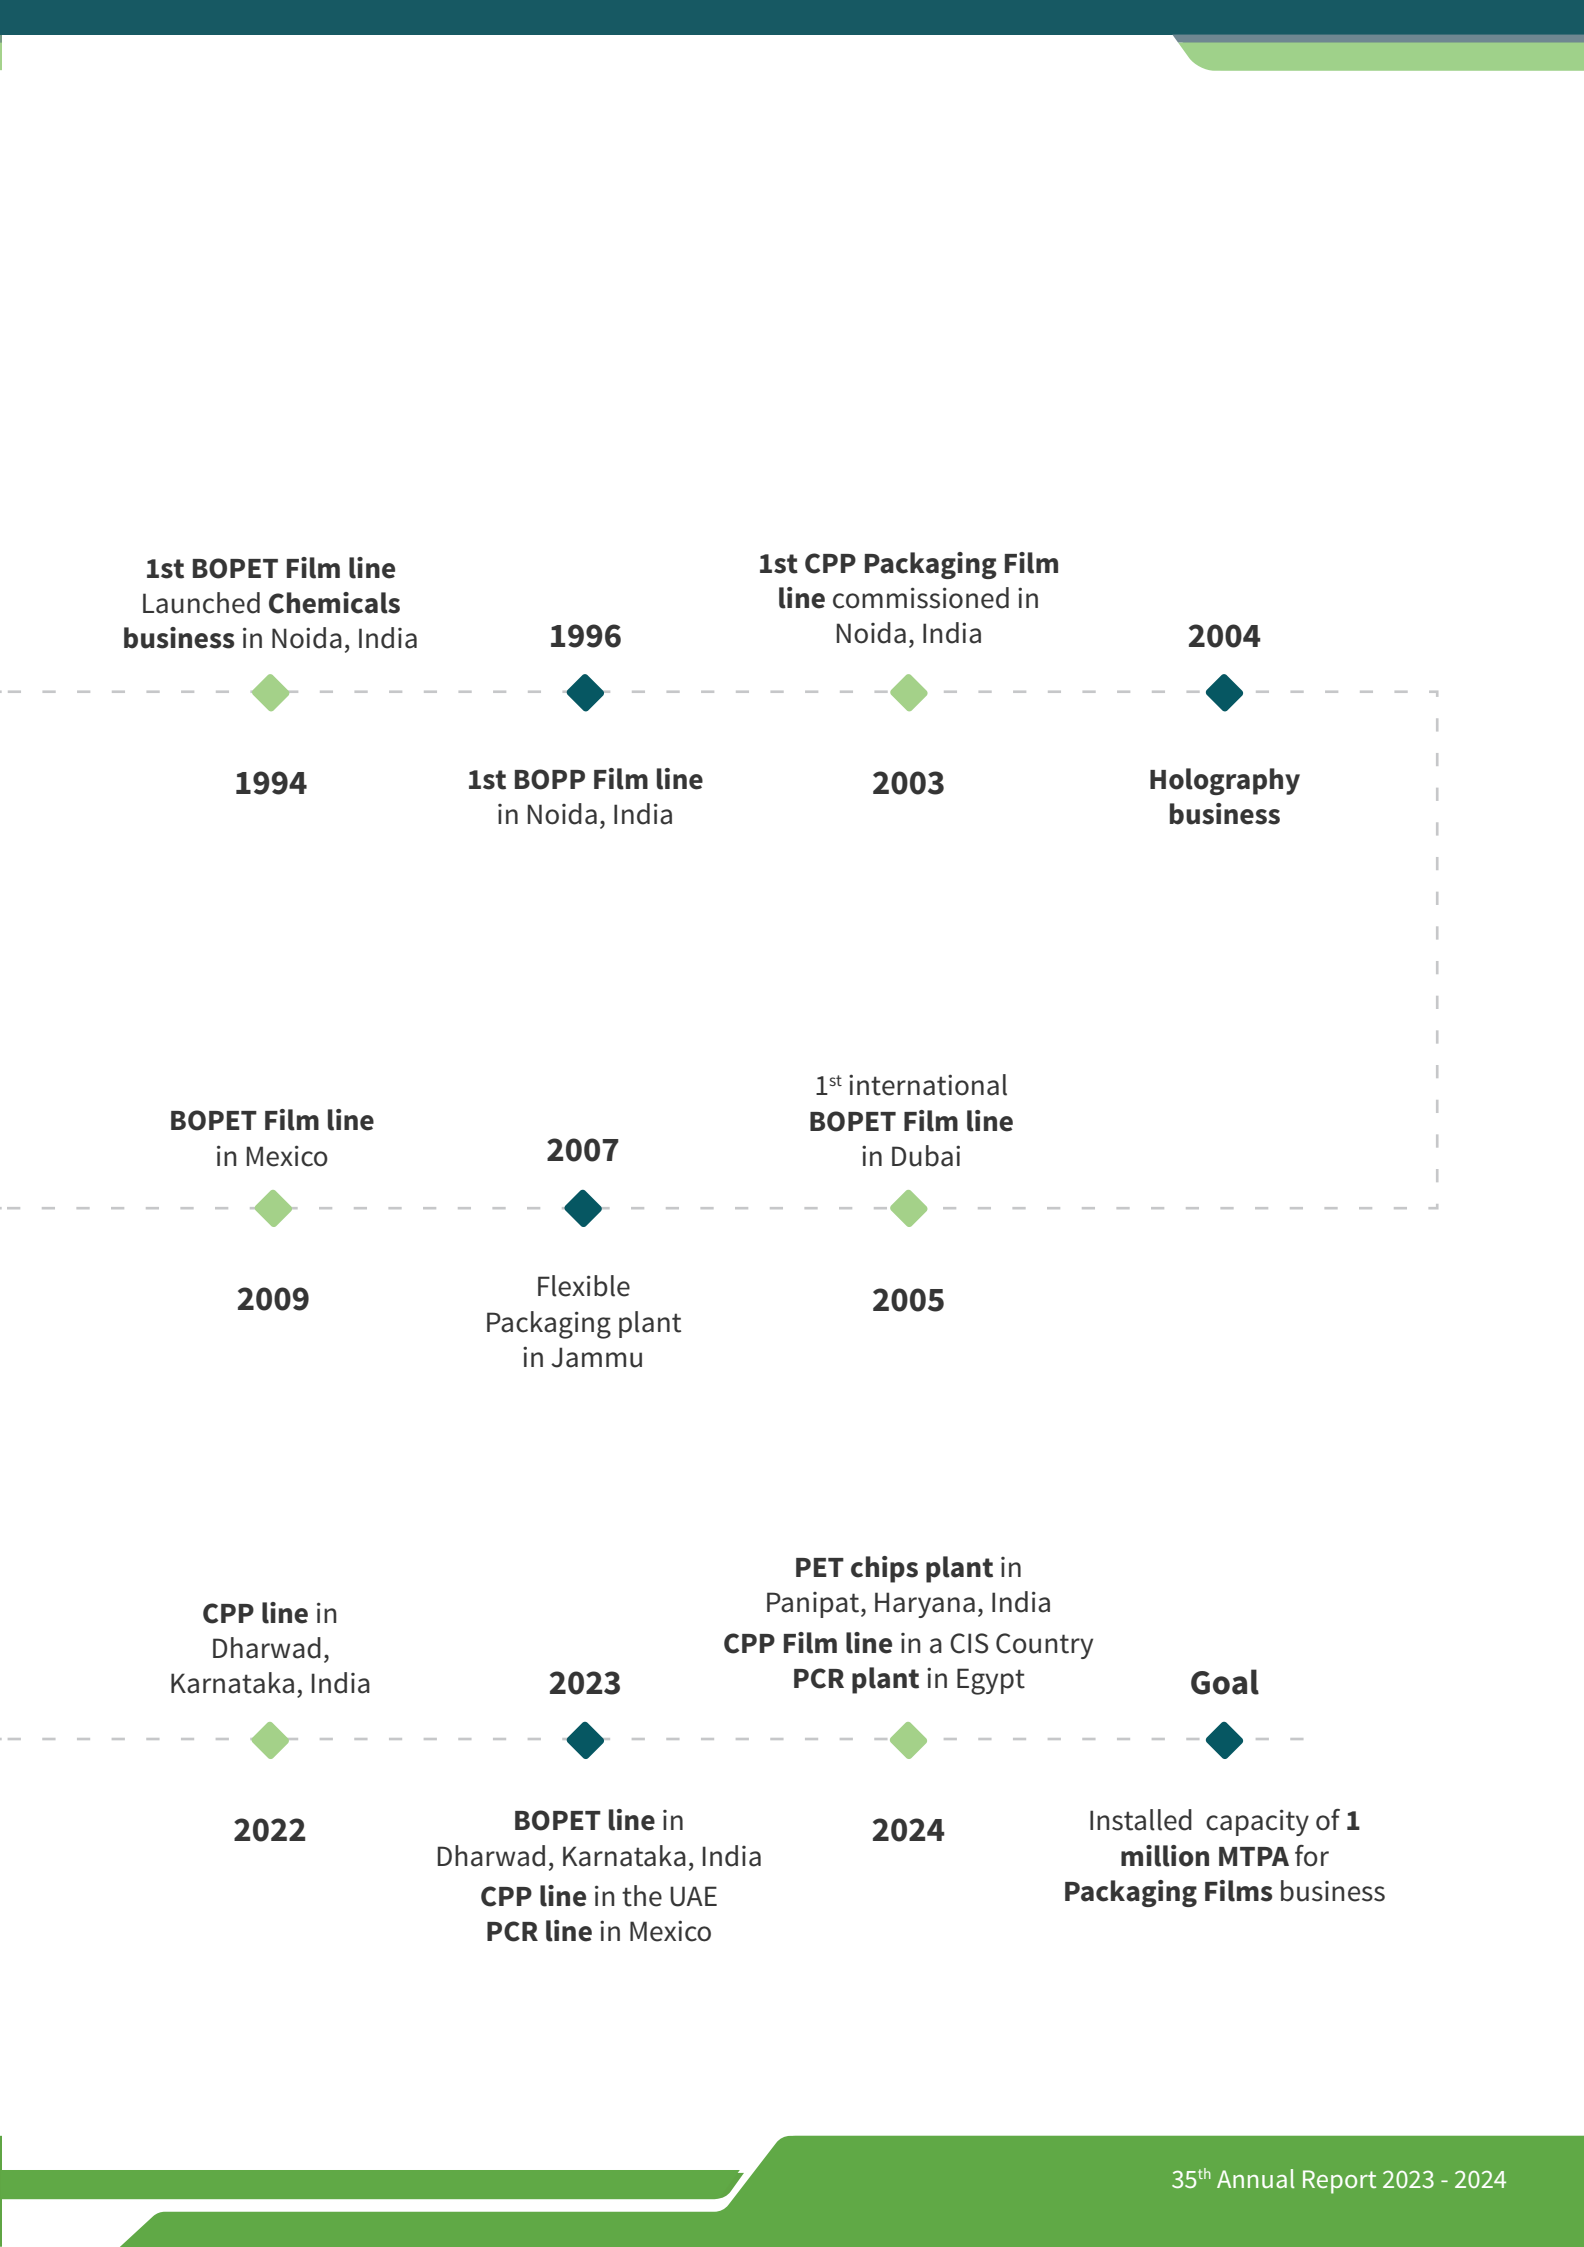 1st BOPET Film line
Launched Chemicals
business in Noida, India
1994
1996
1st BOPP Film line
in Noida, India
1st CPP Packaging Film
line commissioned in
Noida, India
2003
2004
Holography
business
BOPET Film line
in Mexico
2009
2007
Flexible
Packaging plant
in Jammu
1st international
BOPET Film line
in Dubai
2005
CPP line in
Dharwad,
Karnataka, India
2022
2023
BOPET line in
Dharwad, Karnataka, India
CPP line in the UAE
PCR line in Mexico
PET chips plant in
Panipat, Haryana, India
CPP Film line in a CIS Country
PCR plant in Egypt
2024
Goal
Installed capacity of 1
million MTPA for
Packaging Films business
35th Annual Report 2023 - 2024